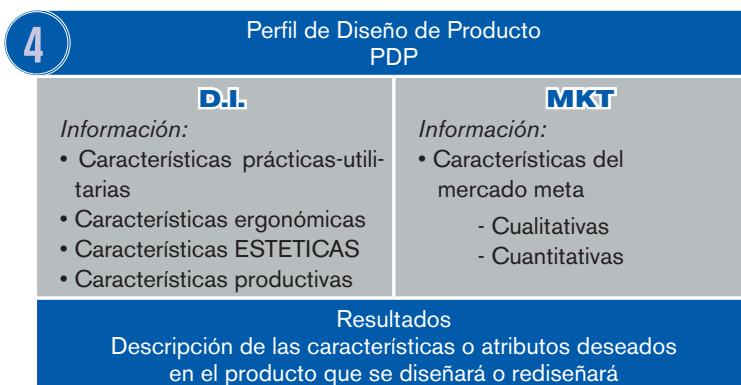 4
Perfil de Diseño de Producto
PDP
D.I.
Información:
• Características prácticas-utili-
tarias
• Características ergonómicas
• Características ESTETICAS
• Características productivas
MKT
Información:
• Características del
mercado meta
- Cualitativas
- Cuantitativas
Resultados
Descripción de las características o atributos deseados
en el producto que se diseñará o rediseñará